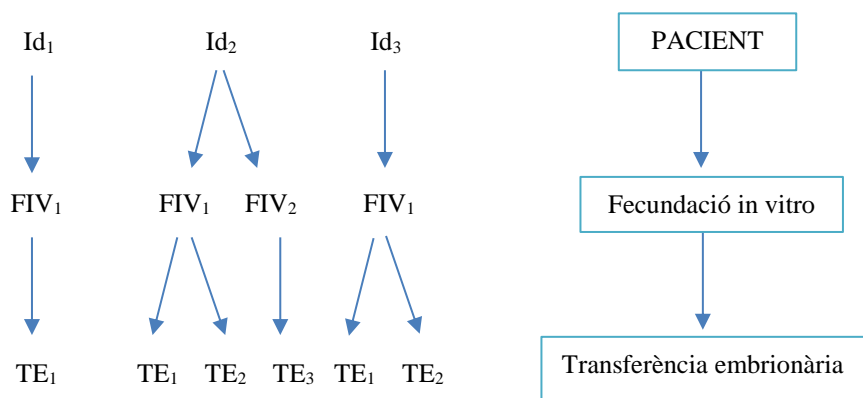 Id₁ Id₂ Id₃ PACIENT
FIV₁ FIV₁ FIV₂ FIV₁ Fecundació in vitro
TE₁ TE₁ TE₂ TE₃ TE₁ TE₂ Transferència embrionària